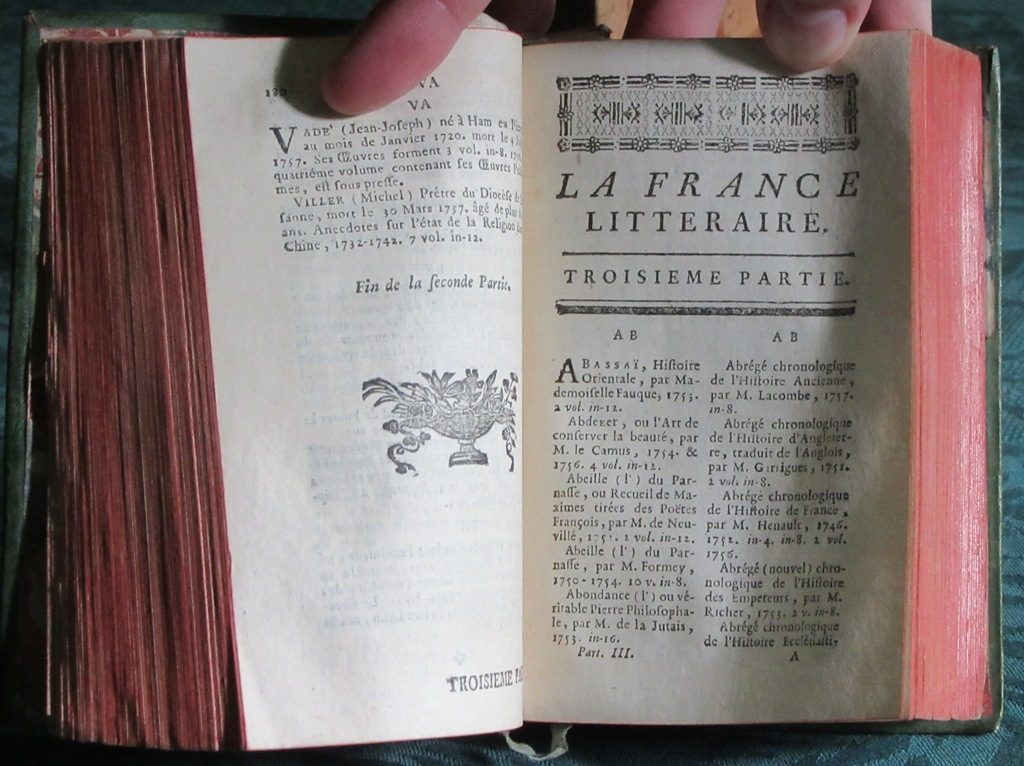 VA
VA
VADE' (Jean-Joseph) né à Ham en
au mois de Janvier 1720. mort le 4
1757. Ses Œuvres forment 3 vol. in-8.
quatriéme volume contenant ses Œuvres
mes, est sous presse.
VILLER (Michel) Prêtre du Diocèse de
sanne, mort le 30 Mars 1757. âgé de plus
ans. Anecdotes sur l'état de la Religion
Chine, 1732-1742. 7 vol. in-12.
Fin de la seconde Partie.
TROISIEME
LA FRANCE
LITTERAIRE.
TROISIEME PARTIE.
AB
ABASSAÏ, Histoire
Orientale, par Ma-
demoiselle Fauque, 1753.
2 vol. in-12.
Abdeker, ou l'Art de
conserver la beauté, par
M. le Camus, 1754. &
1756. 4 vol. in-12.
Abeille (l') du Par-
nasse, ou Recueil de Ma-
ximes tirées des Poëtes
François, par M. de Neu-
villé, 2 vol. in-12.
Abeille (l') du Par-
nasse, par M. Formey,
1750-1754. 10 v. in-8.
Abondance (l') ou vé-
ritable Pierre Philosopha-
le, par M. de la Jutais,
1753. in-16.
Part. III.
AB
Abrégé chronologique
de l'Histoire Ancienne,
par M. Lacombe, 1757.
in-8.
Abrégé chronologique
de l'Histoire d'Angleter-
re, traduit de l'Anglois,
par M. Garrigues, 1751.
2 vol. in-8.
Abrégé chronologique
de l'Histoire de France,
par M. Henault, 1746.
1752. in-4. in-8. 2 vol.
1756.
Abrégé (nouvel) chro-
nologique de l'Histoire
des Empereurs, par M.
Richer, 1753. 2 v. in-8.
Abrégé chronologique
de l'Histoire Ecclésiasti-
A